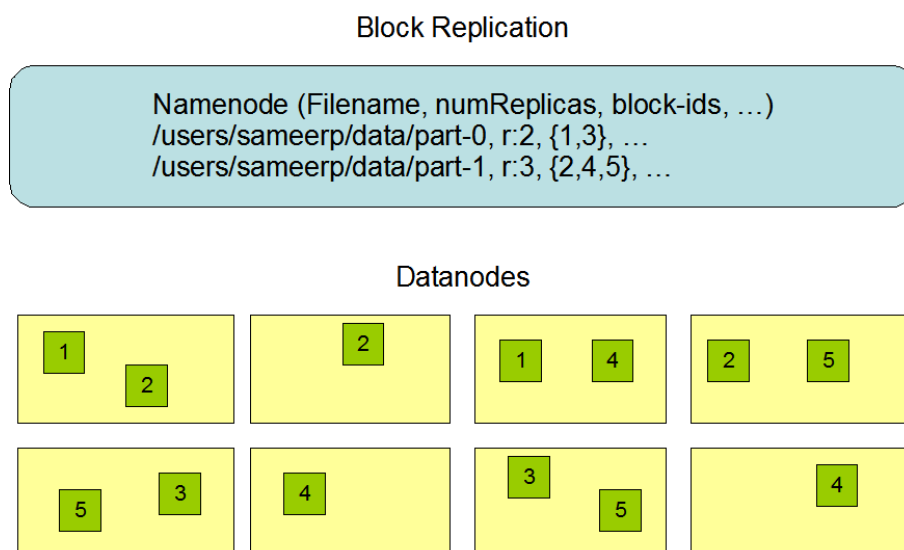 Block Replication
Namenode (Filename, numReplicas, block-ids, …)
/users/sameerp/data/part-0, r:2, {1,3}, …
/users/sameerp/data/part-1, r:3, {2,4,5}, …
Datanodes
1
2
2
1
4
2
5
5
3
4
3
5
4